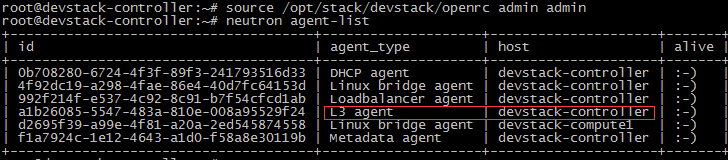 root@devstack-controller:~# source /opt/stack/devstack/openrc admin admin
root@devstack-controller:~# neutron agent-list
| id | agent_type | host | alive |
| 0b708280-6724-4f3f-89f3-241793516d33 | DHCP agent | devstack-controller | :-) |
| 4f92dc19-a298-4fae-86e4-40d7fc64153d | Linux bridge agent | devstack-controller | :-) |
| 992f214f-e537-4c92-8c91-b7f54cfcd1ab | Loadbalancer agent | devstack-controller | :-) |
| a1b26085-5547-483a-810e-008a95529f24 | L3 agent | devstack-controller | :-) |
| d2695f39-a99e-4f81-a20a-2ed545874558 | Linux bridge agent | devstack-compute1 | :-) |
| f1a7924c-1e12-4643-a1d0-f58a8e30119b | Metadata agent | devstack-controller | :-) |